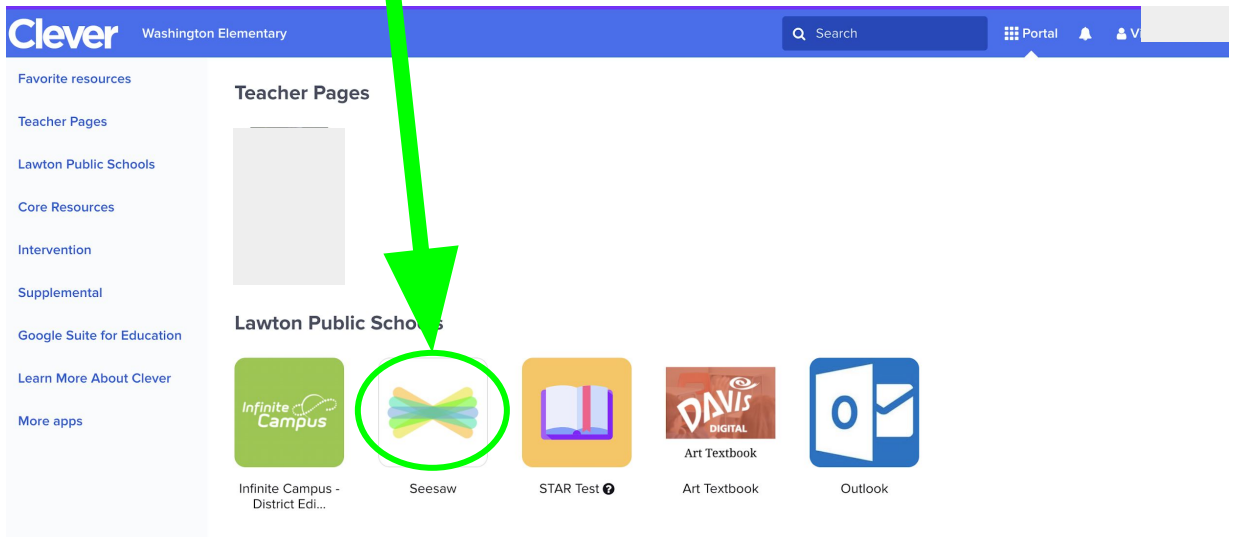 Clever Washington Elementary Search Portal Vi
Favorite resources
Teacher Pages
Lawton Public Schools
Core Resources
Intervention
Supplemental
Google Suite for Education
Learn More About Clever
More apps
Teacher Pages
Lawton Public Schools
Infinite
Campus
DAVIS
DIGITAL
Art Textbook
O
Infinite Campus -
District Edi...
Seesaw
STAR Test ?
Art Textbook
Outlook